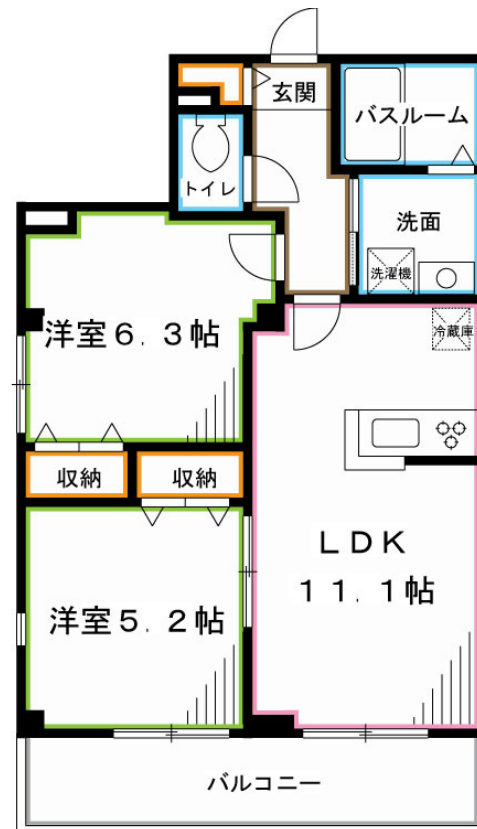 玄関
バスルーム
トイレ
洗面
洗濯機
洋室6.3帖
冷蔵庫
収納
収納
LDK
11.1帖
洋室5.2帖
バルコニー